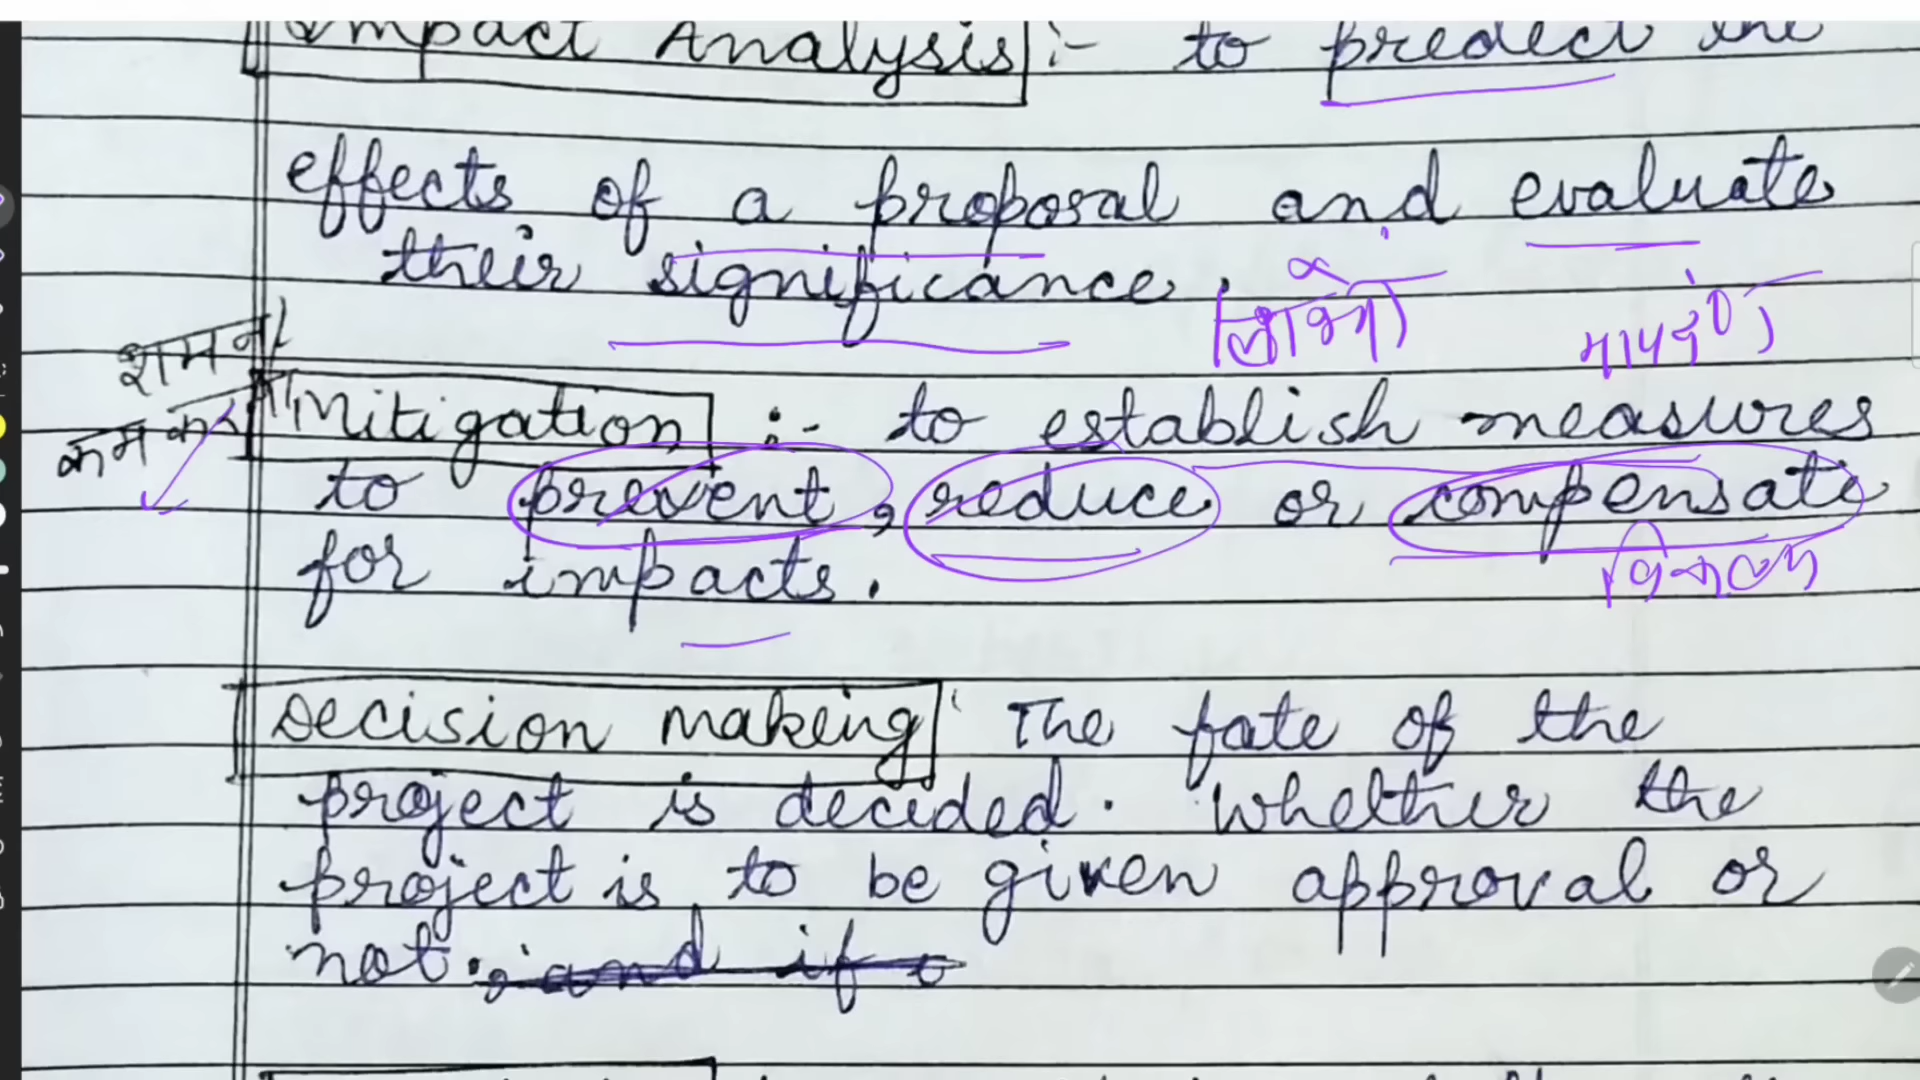 Impact Analysis :- to predect the
effects of a proposal and evaluate
their significance.
शमन
कम कर
Mitigation :- to establish measures
to prevent, reduce or compensate
for impacts.
Decision Making: The fate of the
project is decided. Whether the
project is to be given approval or
not.